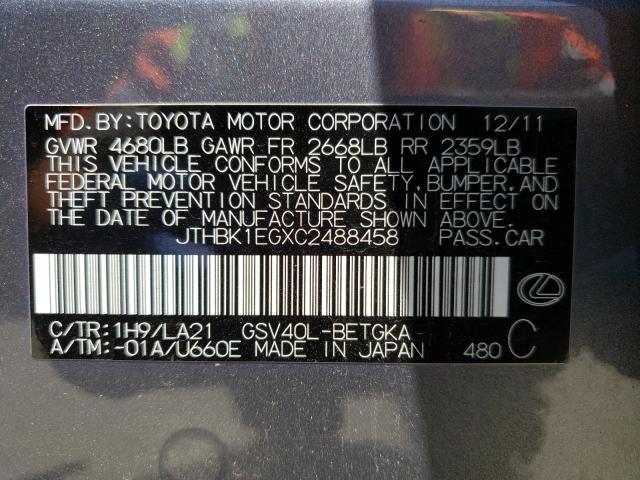 MFD.BY:TOYOTA MOTOR CORPORATION 12/11
GVWR 4680LB GAWR FR 2668LB RR 2359LB
THIS VEHICLE CONFORMS TO ALL APPLICABLE
FEDERAL MOTOR VEHICLE SAFETY,BUMPER,AND
THEFT PREVENTION STANDARDS IN EFFECT ON
THE DATE OF MANUFACTURE SHOWN ABOVE.
JTHBK1EGXC2488458 PASS.CAR
C/TR:1H9/LA21 GSV40L-BETGKA
A/TM:-01A/U660E MADE IN JAPAN 480 C